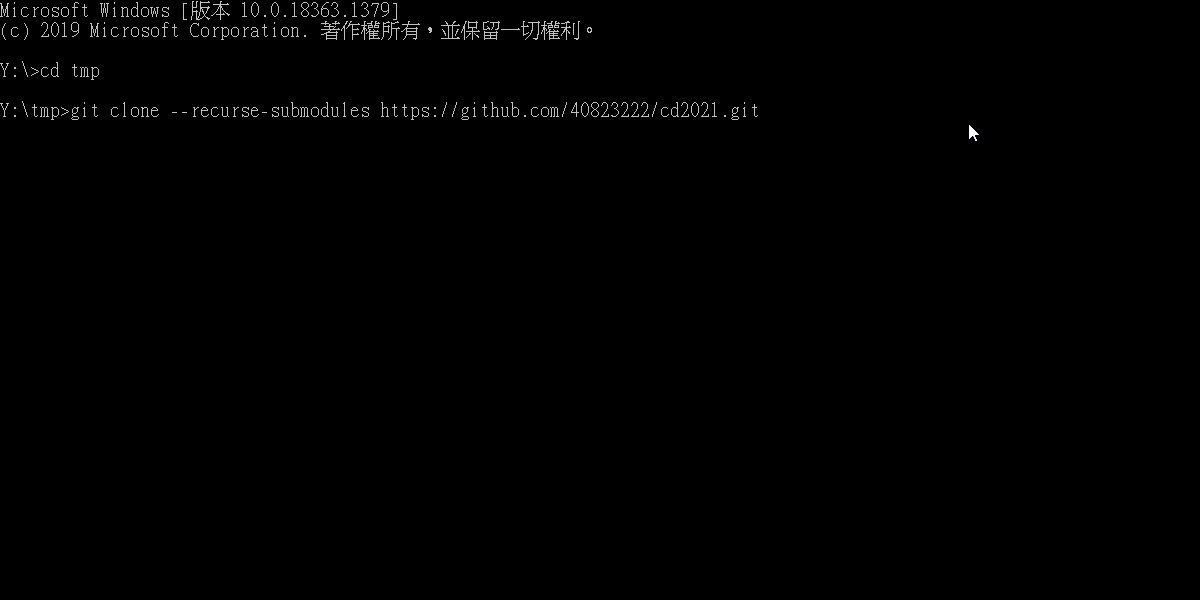 Microsoft Windows [版本 10.0.18363.1379]
(c) 2019 Microsoft Corporation. 著作權所有，並保留一切權利。
Y:\>cd tmp
Y:\tmp>git clone --recurse-submodules https://github.com/40823222/cd2021.git